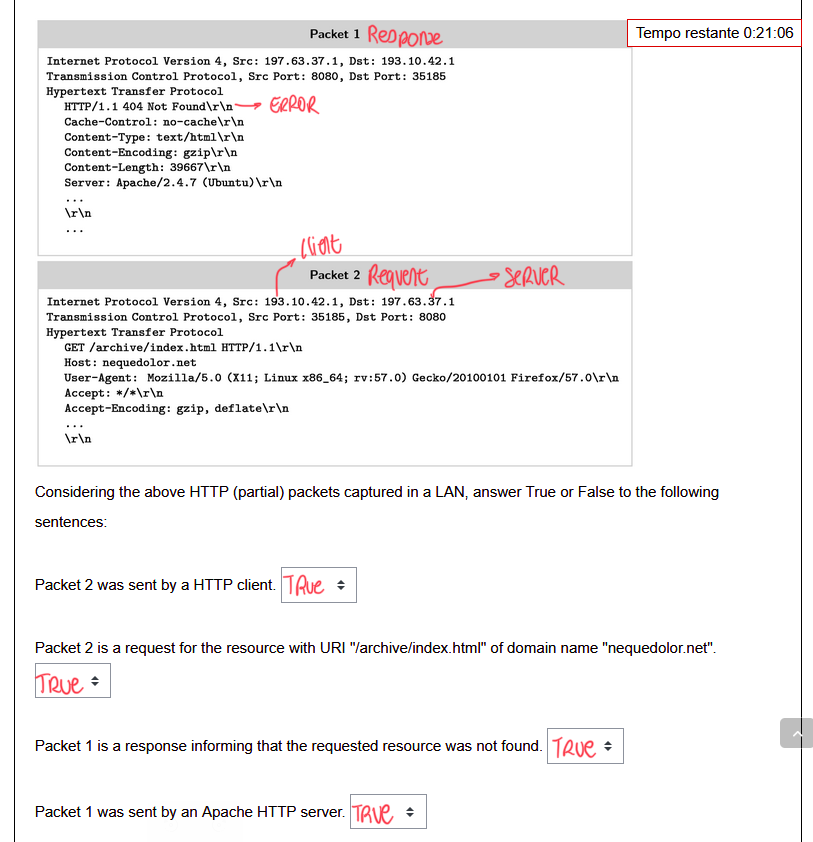 Packet 1 Response
Tempo restante 0:21:06
Internet Protocol Version 4, Src: 197.63.37.1, Dst: 193.10.42.1
Transmission Control Protocol, Src Port: 8080, Dst Port: 35185
Hypertext Transfer Protocol
HTTP/1.1 404 Not Found\r\n → ERROR
Cache-Control: no-cache\r\n
Content-Type: text/html\r\n
Content-Encoding: gzip\r\n
Content-Length: 39667\r\n
Server: Apache/2.4.7 (Ubuntu)\r\n
...
\r\n
...
Client
Packet 2 Request → SERVER
Internet Protocol Version 4, Src: 193.10.42.1, Dst: 197.63.37.1
Transmission Control Protocol, Src Port: 35185, Dst Port: 8080
Hypertext Transfer Protocol
GET /archive/index.html HTTP/1.1\r\n
Host: nequedolor.net
User-Agent: Mozilla/5.0 (X11; Linux x86_64; rv:57.0) Gecko/20100101 Firefox/57.0\r\n
Accept: */*\r\n
Accept-Encoding: gzip, deflate\r\n
...
\r\n
Considering the above HTTP (partial) packets captured in a LAN, answer True or False to the following
sentences:
Packet 2 was sent by a HTTP client. TRue
Packet 2 is a request for the resource with URI "/archive/index.html" of domain name "nequedolor.net".
TRue
Packet 1 is a response informing that the requested resource was not found. TRue
Packet 1 was sent by an Apache HTTP server. TRue